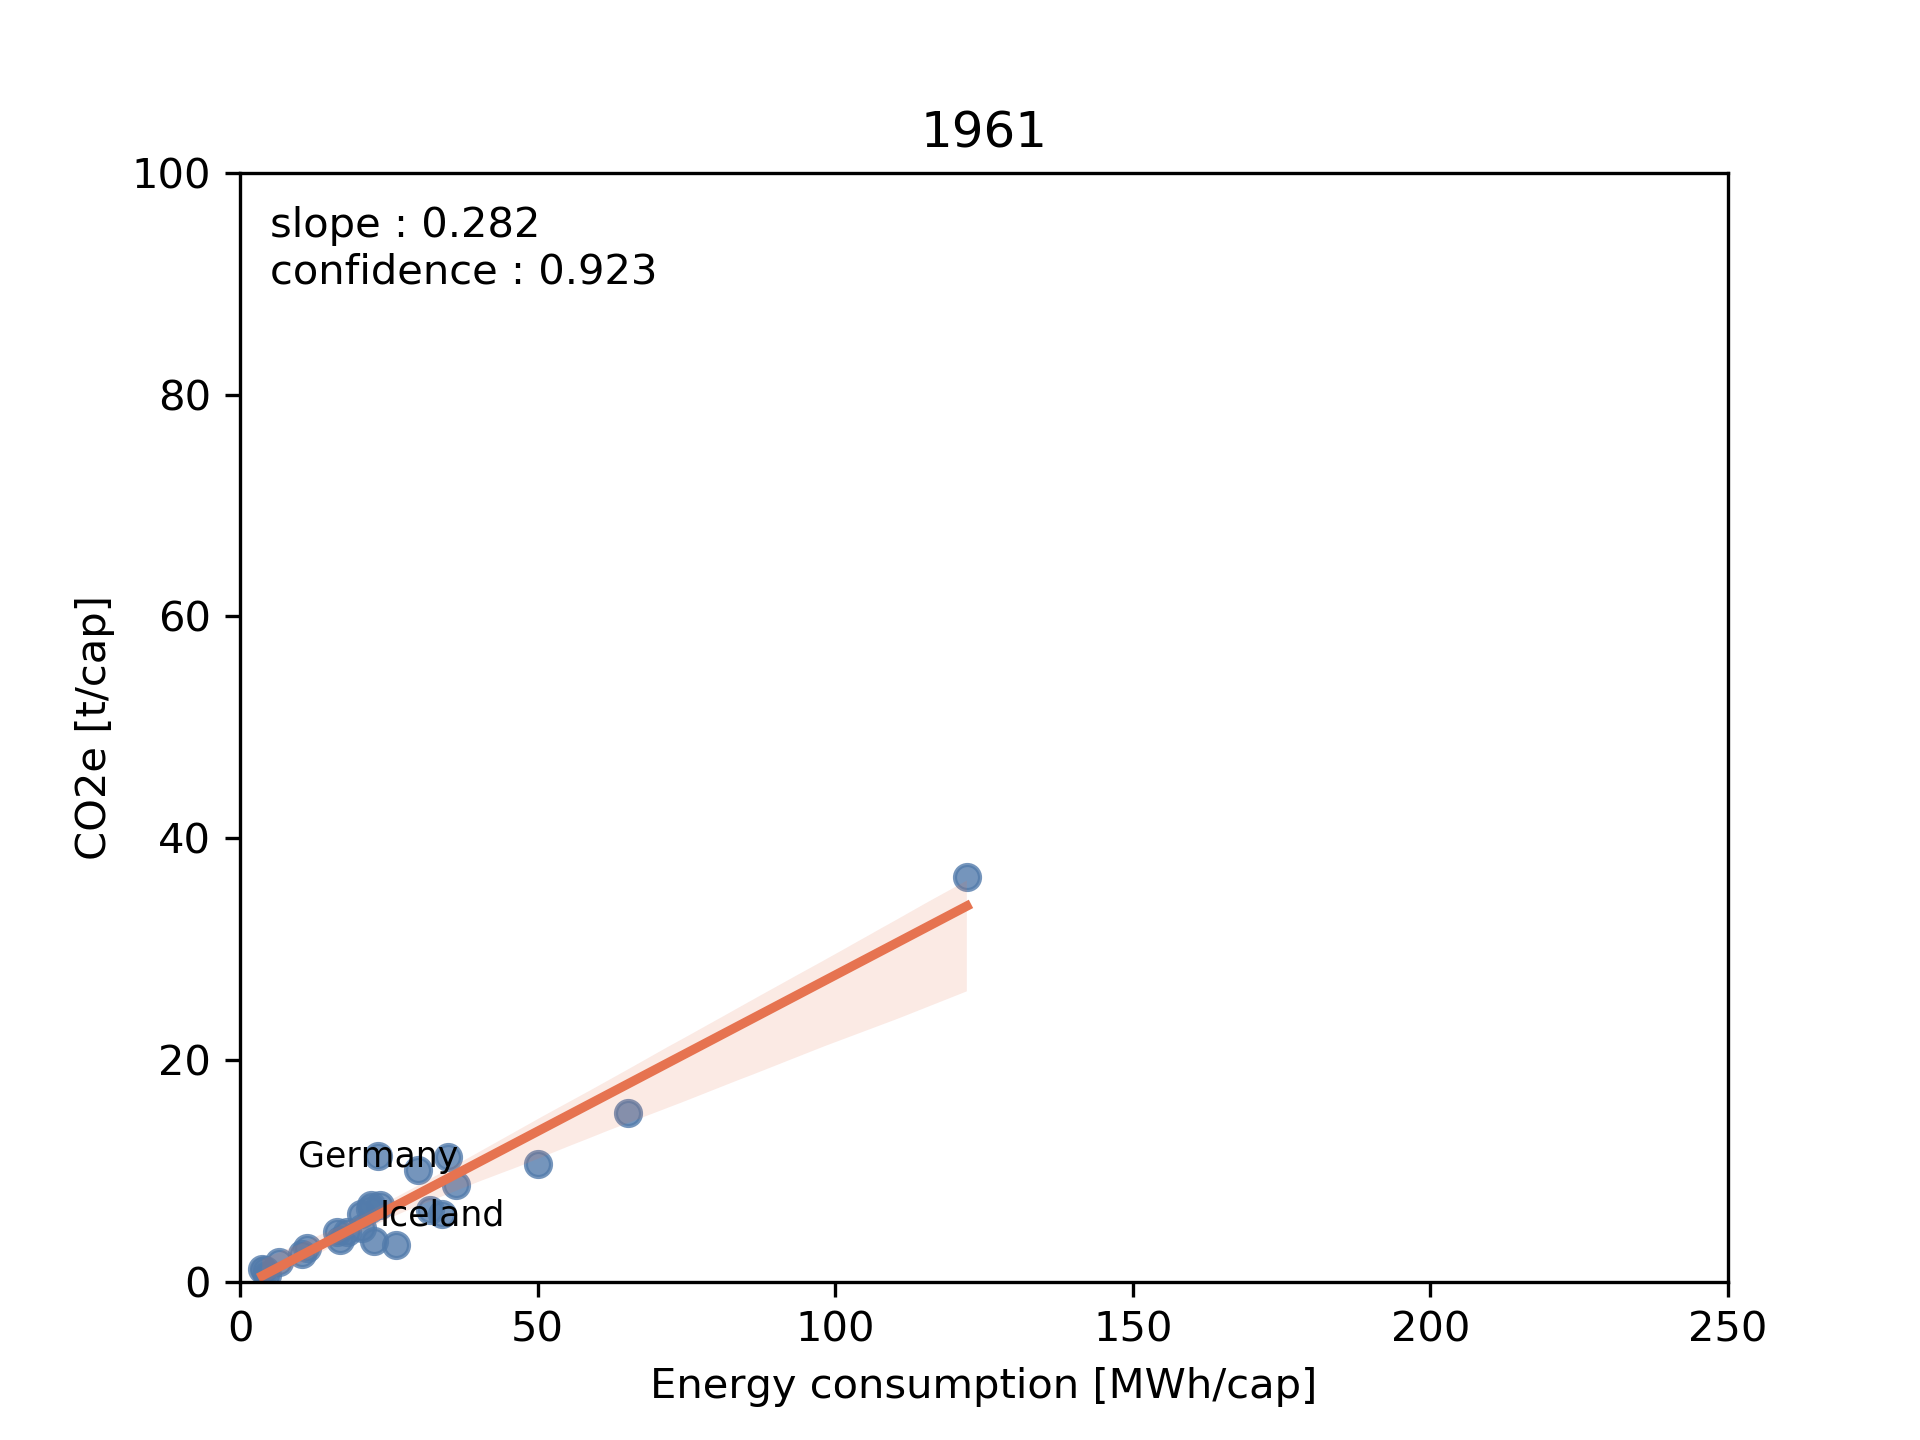 1961
slope : 0.282
confidence : 0.923
100
80
60
40
20
0
CO2e [t/cap]
Germany
Iceland
0 50 100 150 200 250
Energy consumption [MWh/cap]